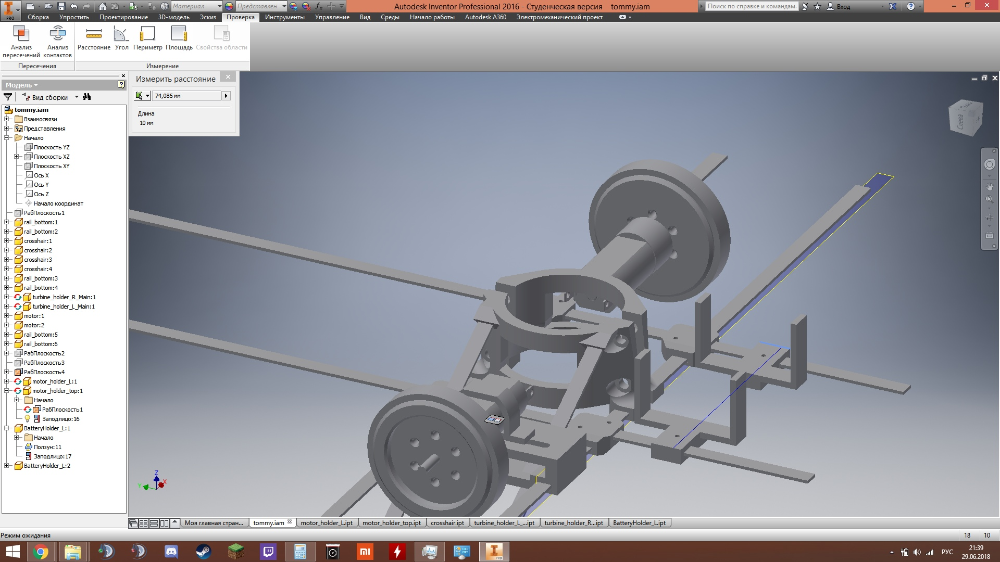 Материал
Представлен
Autodesk Inventor Professional 2016 - Студенческая версия tommy.iam
Поиск по справке и командам.
Вход
PRO
Сборка Упростить Проектирование 3D-модель Эскиз Проверка Инструменты Управление Вид Среды Начало работы Autodesk A360 Электромеханический проект
Анализ пересечений
Анализ контактов
Расстояние Угол Периметр Площадь Свойства области
Пересечения Измерение
Модель
Вид сборки
Измерить расстояние
74,085 мм
Длина
10 мм
tommy.iam
Взаимосвязи
Представления
Начало
Плоскость YZ
Плоскость XZ
Плоскость XY
Ось X
Ось Y
Ось Z
Начало координат
РабПлоскость1
rail_bottom:1
rail_bottom:2
crosshair:1
crosshair:2
crosshair:3
crosshair:4
rail_bottom:3
rail_bottom:4
turbine_holder_R_Main:1
turbine_holder_L_Main:1
motor:1
motor:2
rail_bottom:5
rail_bottom:6
РабПлоскость2
РабПлоскость3
РабПлоскость4
motor_holder_L:1
motor_holder_top:1
Начало
РабПлоскость1
Заподлицо:16
BatteryHolder_L:1
Начало
Ползун:11
Заподлицо:17
BatteryHolder_L:2
Слева
Z
Y
X
Моя главная стран... tommy.iam motor_holder_L.ipt motor_holder_top.ipt crosshair.ipt turbine_holder_L_...ipt turbine_holder_R...ipt BatteryHolder_L.ipt
Режим ожидания
18 10
mi
PRO
РУС
21:39
29.06.2018